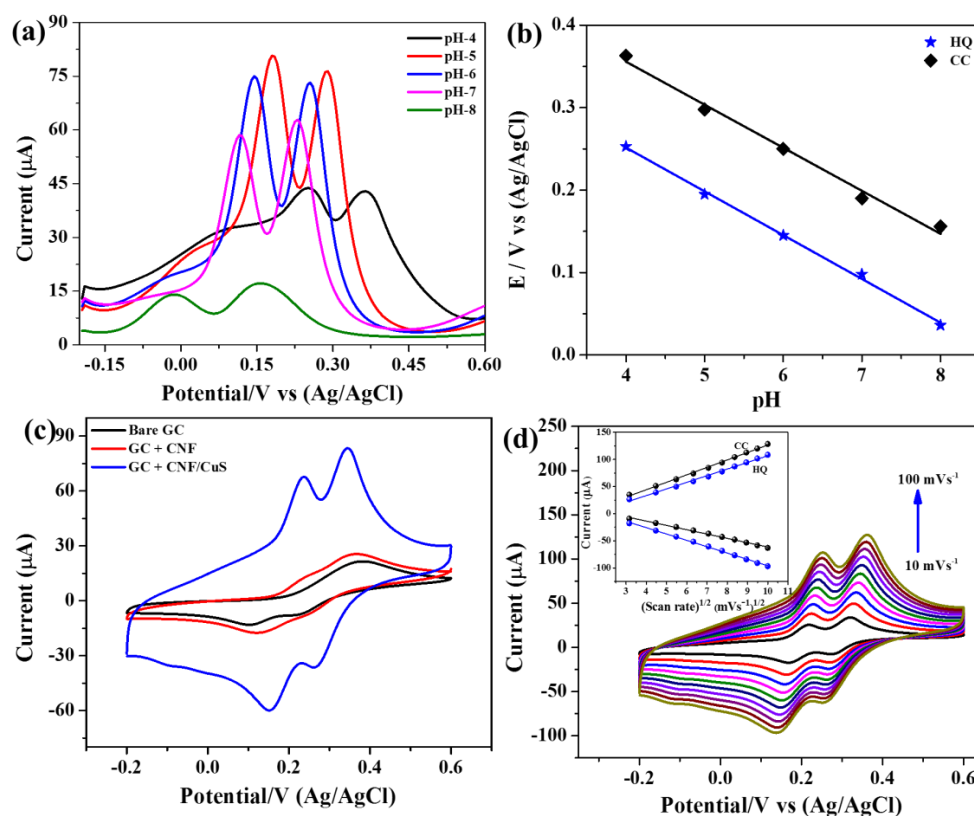 (a)
90
75
60
45
30
15
0
-0.15 0.00 0.15 0.30 0.45 0.60
Current (μA)
Potential/V vs (Ag/AgCl)
pH-4
pH-5
pH-6
pH-7
pH-8
(b)
0.4
0.3
0.2
0.1
0.0
4 5 6 7 8
E / V vs (Ag/AgCl)
pH
HQ
CC
(c)
90
60
30
0
-30
-60
-0.2 0.0 0.2 0.4 0.6
Current (μA)
Potential/V (Ag/AgCl)
Bare GC
GC + CNF
GC + CNF/CuS
(d)
250
200
150
100
50
0
-50
-100
-0.2 0.0 0.2 0.4 0.6
Current (μA)
Potential/V vs (Ag/AgCl)
100 mVs-1
10 mVs-1
150
100
50
0
-50
-100
3 4 5 6 7 8 9 10 11
Current (μA)
(Scan rate)1/2 (mVs-1)1/2
CC
HQ